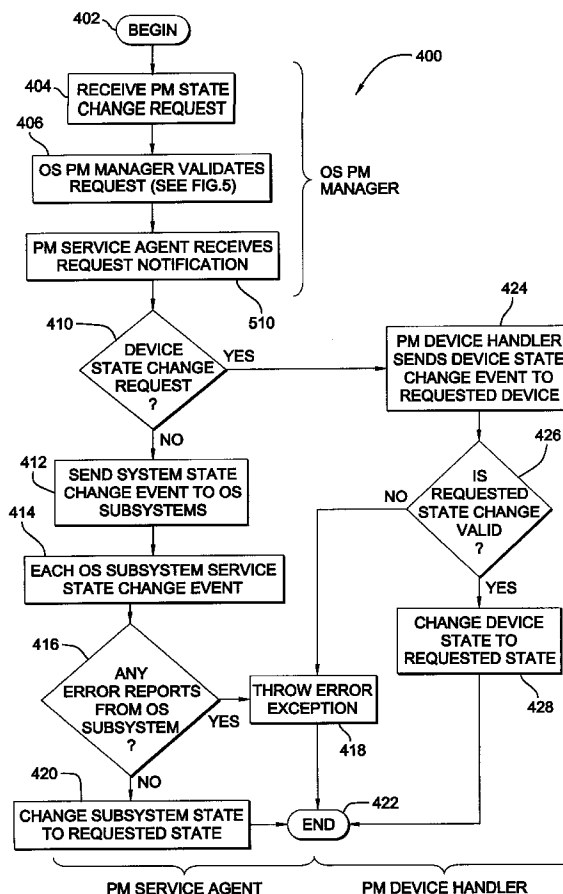 402
BEGIN
400
404
RECEIVE PM STATE
CHANGE REQUEST
406
OS PM MANAGER VALIDATES
REQUEST (SEE FIG.5)
OS PM
MANAGER
PM SERVICE AGENT RECEIVES
REQUEST NOTIFICATION
510
410
DEVICE
STATE CHANGE
REQUEST
?
YES
NO
424
PM DEVICE HANDLER
SENDS DEVICE STATE
CHANGE EVENT TO
REQUESTED DEVICE
412
SEND SYSTEM STATE
CHANGE EVENT TO OS
SUBSYSTEMS
426
IS
REQUESTED
STATE CHANGE
VALID
?
NO
YES
414
EACH OS SUBSYSTEM SERVICE
STATE CHANGE EVENT
416
ANY
ERROR REPORTS
FROM OS
SUBSYSTEM
?
YES
NO
THROW ERROR
EXCEPTION
418
CHANGE DEVICE
STATE TO
REQUESTED STATE
428
420
CHANGE SUBSYSTEM STATE
TO REQUESTED STATE
END
422
PM SERVICE AGENT
PM DEVICE HANDLER